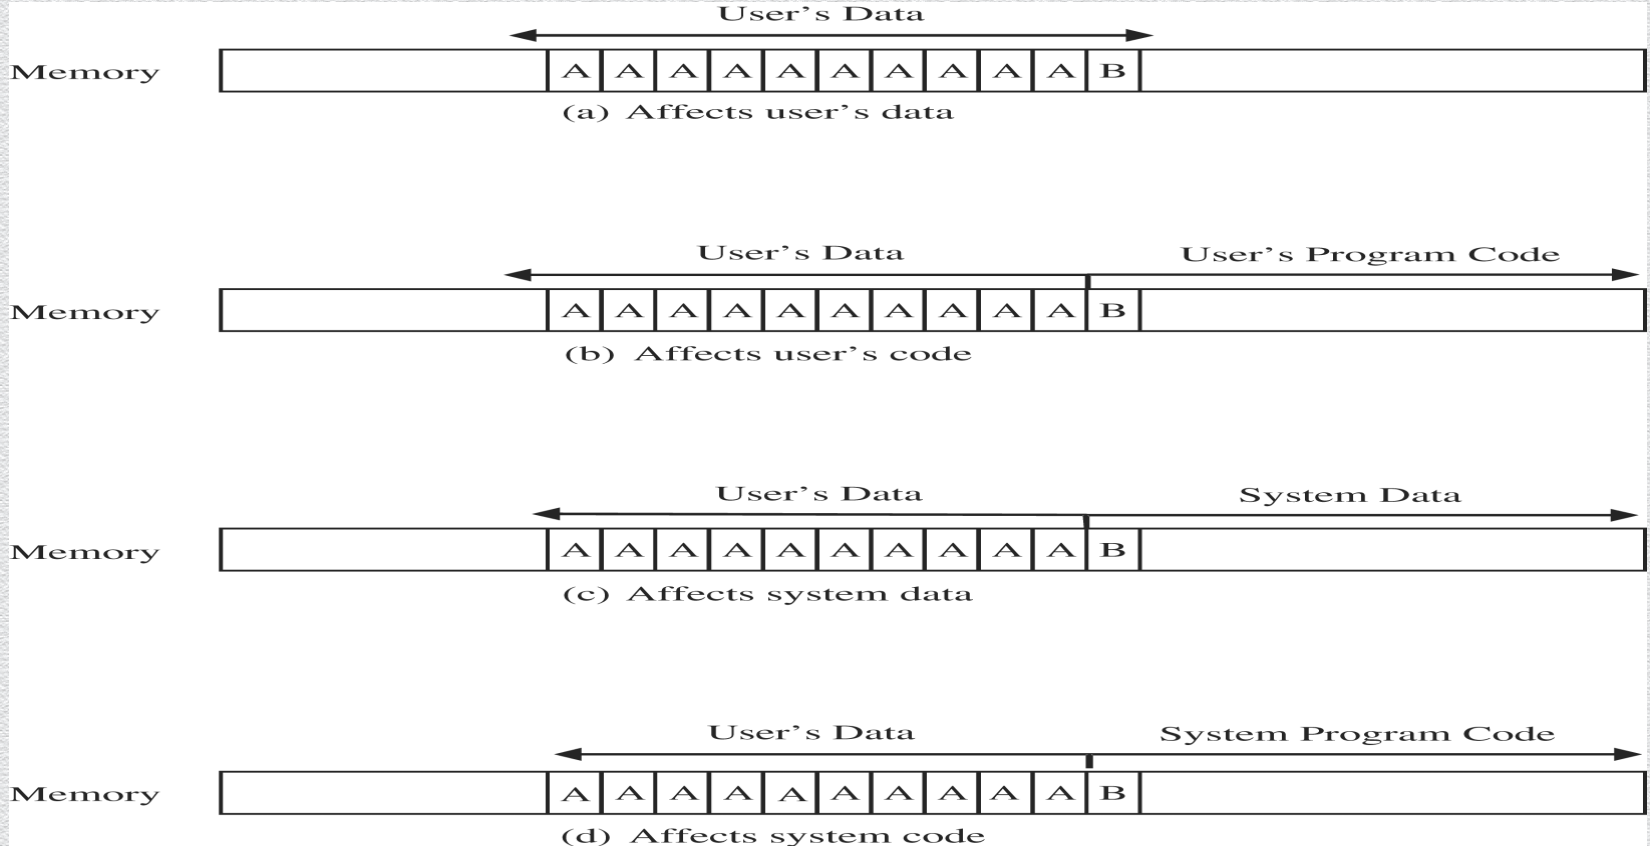 User's Data
Memory A A A A A A A A A A B
(a) Affects user's data
User's Data User's Program Code
Memory A A A A A A A A A A B
(b) Affects user's code
User's Data System Data
Memory A A A A A A A A A A B
(c) Affects system data
User's Data System Program Code
Memory A A A A A A A A A A B
(d) Affects system code